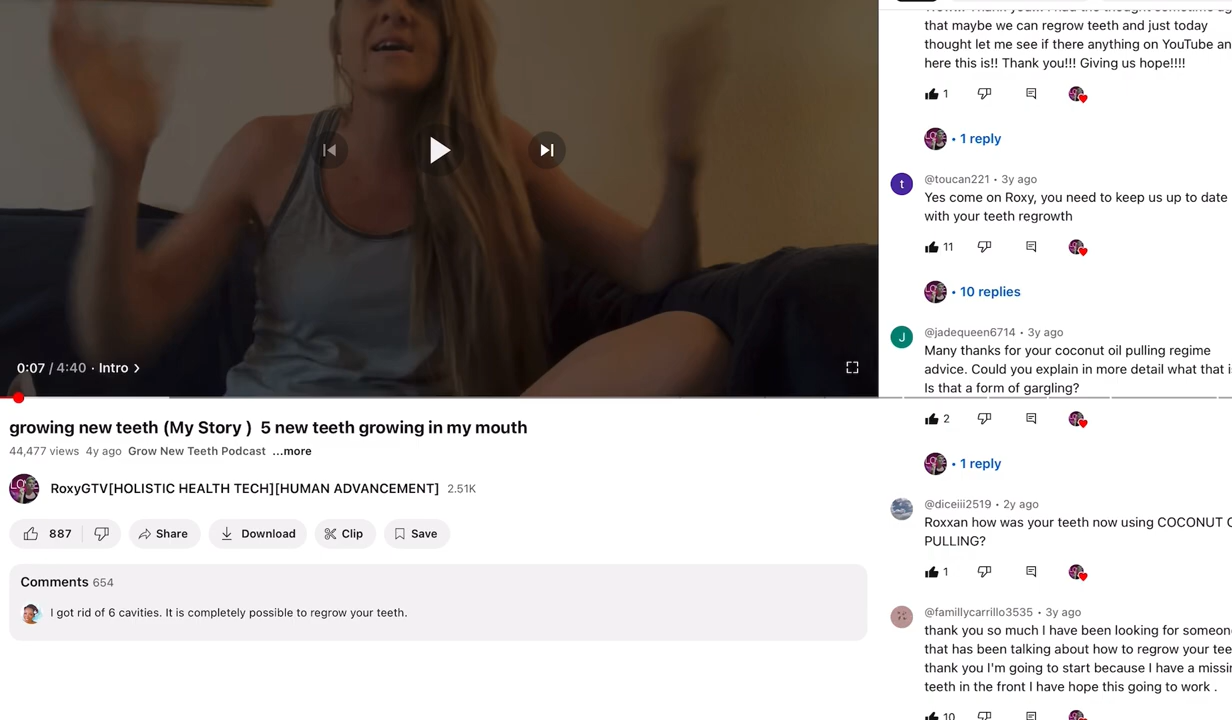 0:07 / 4:40 · Intro >
growing new teeth (My Story )  5 new teeth growing in my mouth
44,477 views 4y ago Grow New Teeth Podcast ...more
RoxyGTV[HOLISTIC HEALTH TECH][HUMAN ADVANCEMENT] 2.51K
887 Share Download Clip Save
Comments 654
I got rid of 6 cavities. It is completely possible to regrow your teeth.
that maybe we can regrow teeth and just today
thought let me see if there anything on YouTube an
here this is!! Thank you!!! Giving us hope!!!!
1
• 1 reply
t
@toucan221 • 3y ago
Yes come on Roxy, you need to keep us up to date
with your teeth regrowth
11
• 10 replies
J
@jadequeen6714 • 3y ago
Many thanks for your coconut oil pulling regime
advice. Could you explain in more detail what that i
Is that a form of gargling?
2
• 1 reply
@diceiii2519 • 2y ago
Roxxan how was your teeth now using COCONUT
PULLING?
1
@famillycarrillo3535 • 3y ago
thank you so much I have been looking for someon
that has been talking about how to regrow your tee
thank you I'm going to start because I have a missin
teeth in the front I have hope this going to work .
10